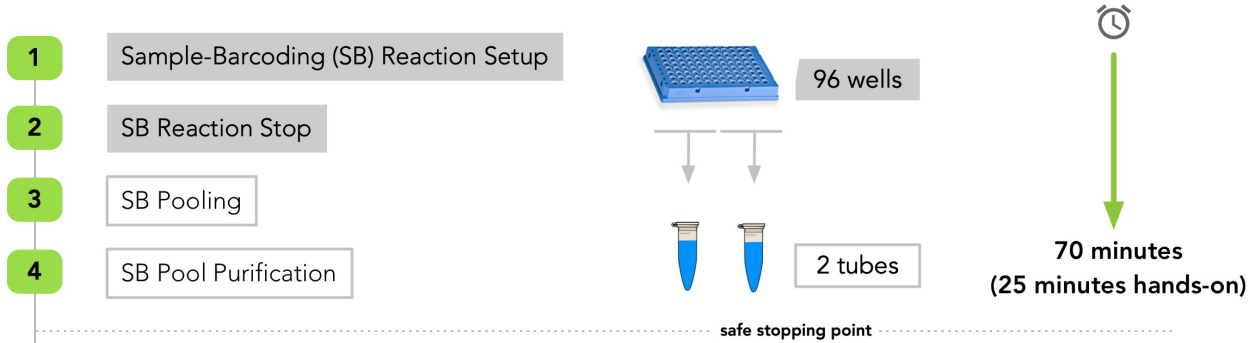 1
Sample-Barcoding (SB) Reaction Setup
96 wells
2
SB Reaction Stop
3
SB Pooling
4
SB Pool Purification
2 tubes
70 minutes
(25 minutes hands-on)
safe stopping point